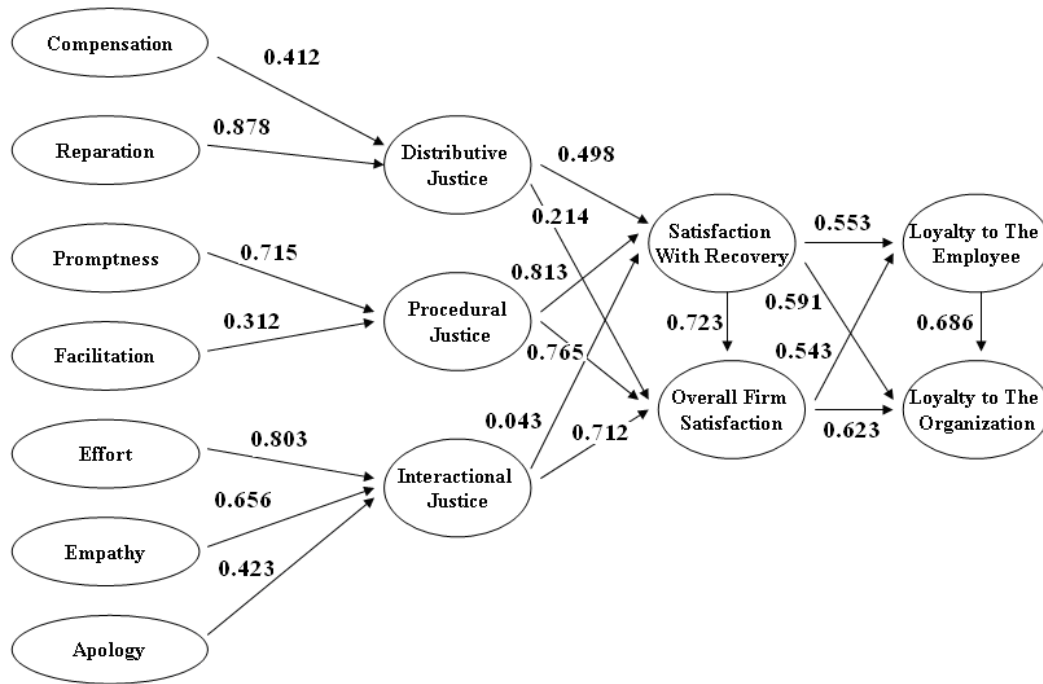 Compensation
0.412
Reparation
0.878
Distributive
Justice
0.498
0.214
Promptness
0.715
Procedural
Justice
0.813
0.765
Facilitation
0.312
Satisfaction
With Recovery
0.553
0.591
0.723
Loyalty to The
Employee
0.686
0.543
Overall Firm
Satisfaction
0.623
Loyalty to The
Organization
Effort
0.803
Interactional
Justice
0.043
0.712
Empathy
0.656
Apology
0.423